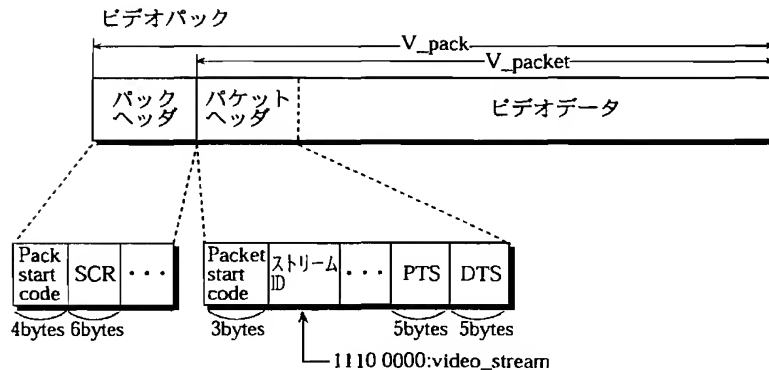 ビデオパック
V_pack
V_packet
パック
ヘッダ
パケット
ヘッダ
ビデオデータ
Pack
start
code
SCR
・・・
Packet
start
code
ストリーム
ID
・・・
PTS
DTS
4bytes
6bytes
3bytes
5bytes
5bytes
1110 0000:video_stream